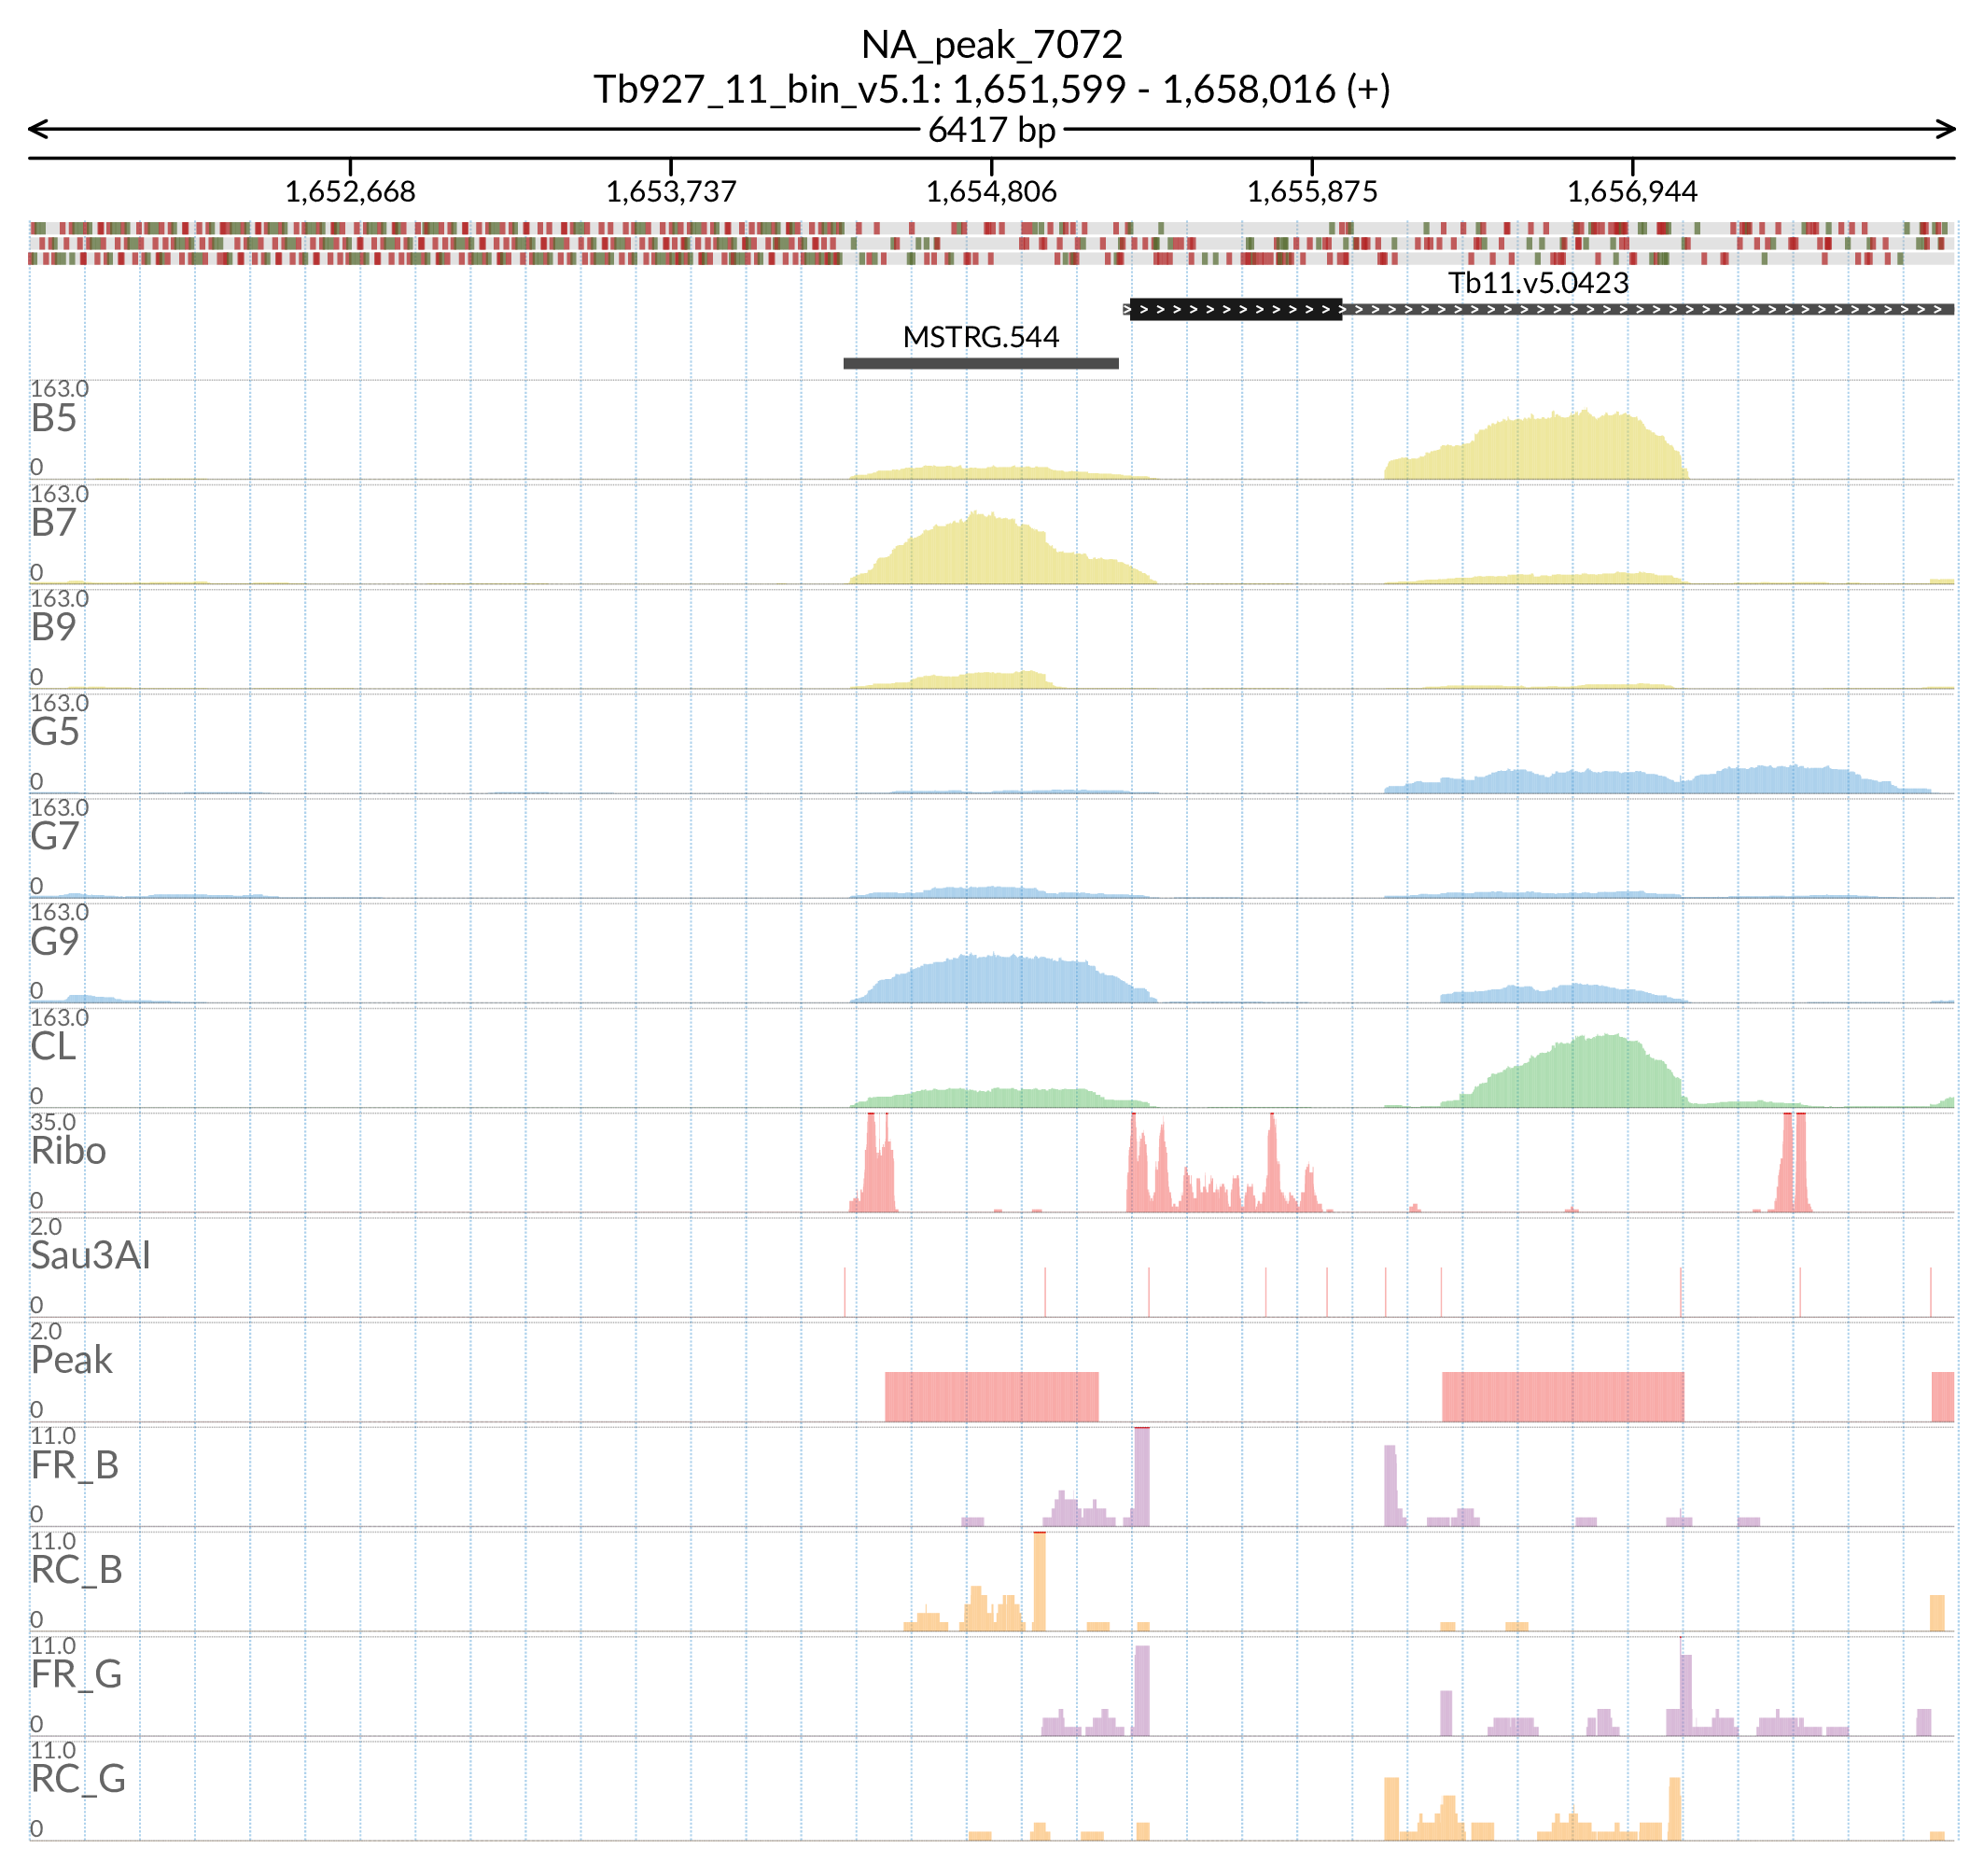 NA_peak_7072
Tb927_11_bin_v5.1: 1,651,599 - 1,658,016 (+)
6417 bp
1,652,668 1,653,737 1,654,806 1,655,875 1,656,944
Tb11.v5.0423
MSTRG.544
163.0
B5
0
163.0
B7
0
163.0
B9
0
163.0
G5
0
163.0
G7
0
163.0
G9
0
163.0
CL
0
35.0
Ribo
0
2.0
Sau3AI
0
2.0
Peak
0
11.0
FR_B
0
11.0
RC_B
0
11.0
FR_G
0
11.0
RC_G
0